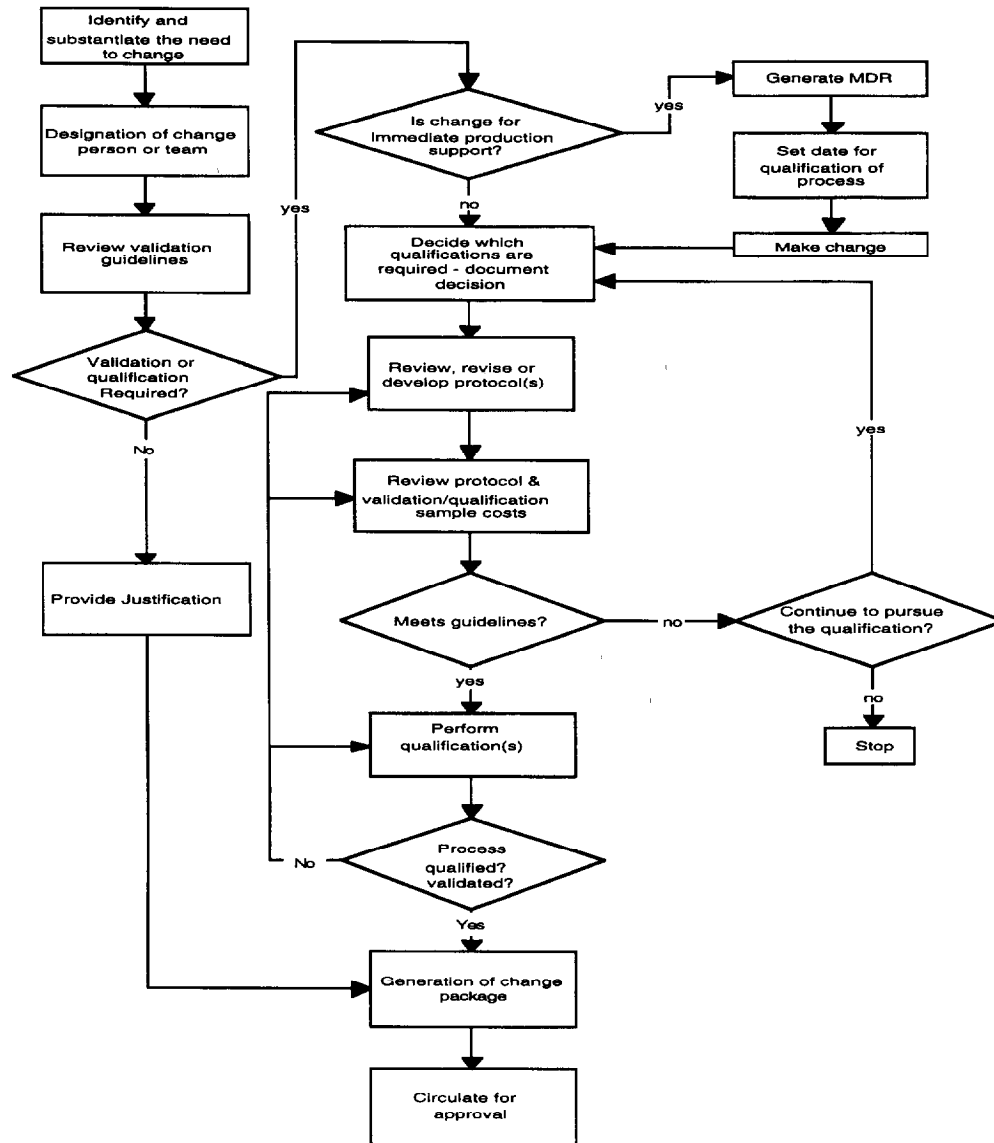 Identify and
substantiate the need
to change
Designation of change
person or team
Review validation
guidelines
Validation or
qualification
Required?
yes
No
Provide Justification
Is change for
immediate production
support?
yes
no
Generate MDR
Set date for
qualification of
process
Make change
Decide which
qualifications are
required - document
decision
Review, revise or
develop protocol(s)
Review protocol &
validation/qualification
sample costs
Meets guidelines?
no
yes
Continue to pursue
the qualification?
yes
no
Stop
Perform
qualification(s)
Process
qualified?
validated?
No
Yes
Generation of change
package
Circulate for
approval